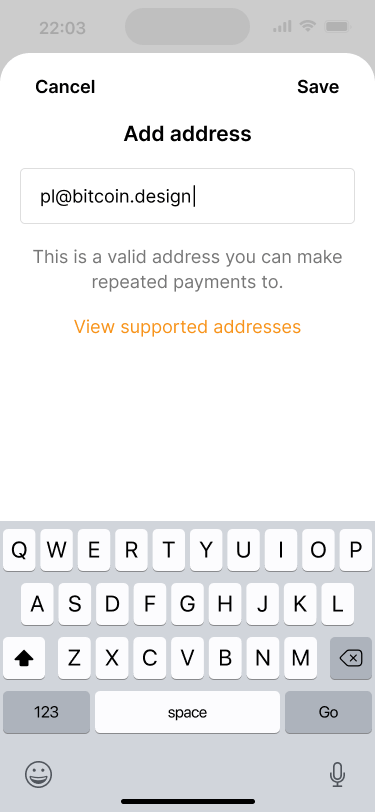 22:03
Cancel Save
Add address
pl@bitcoin.design
This is a valid address you can make
repeated payments to.
View supported addresses
Q W E R T Y U I O P
A S D F G H J K L
Z X C V B N M
123 space Go